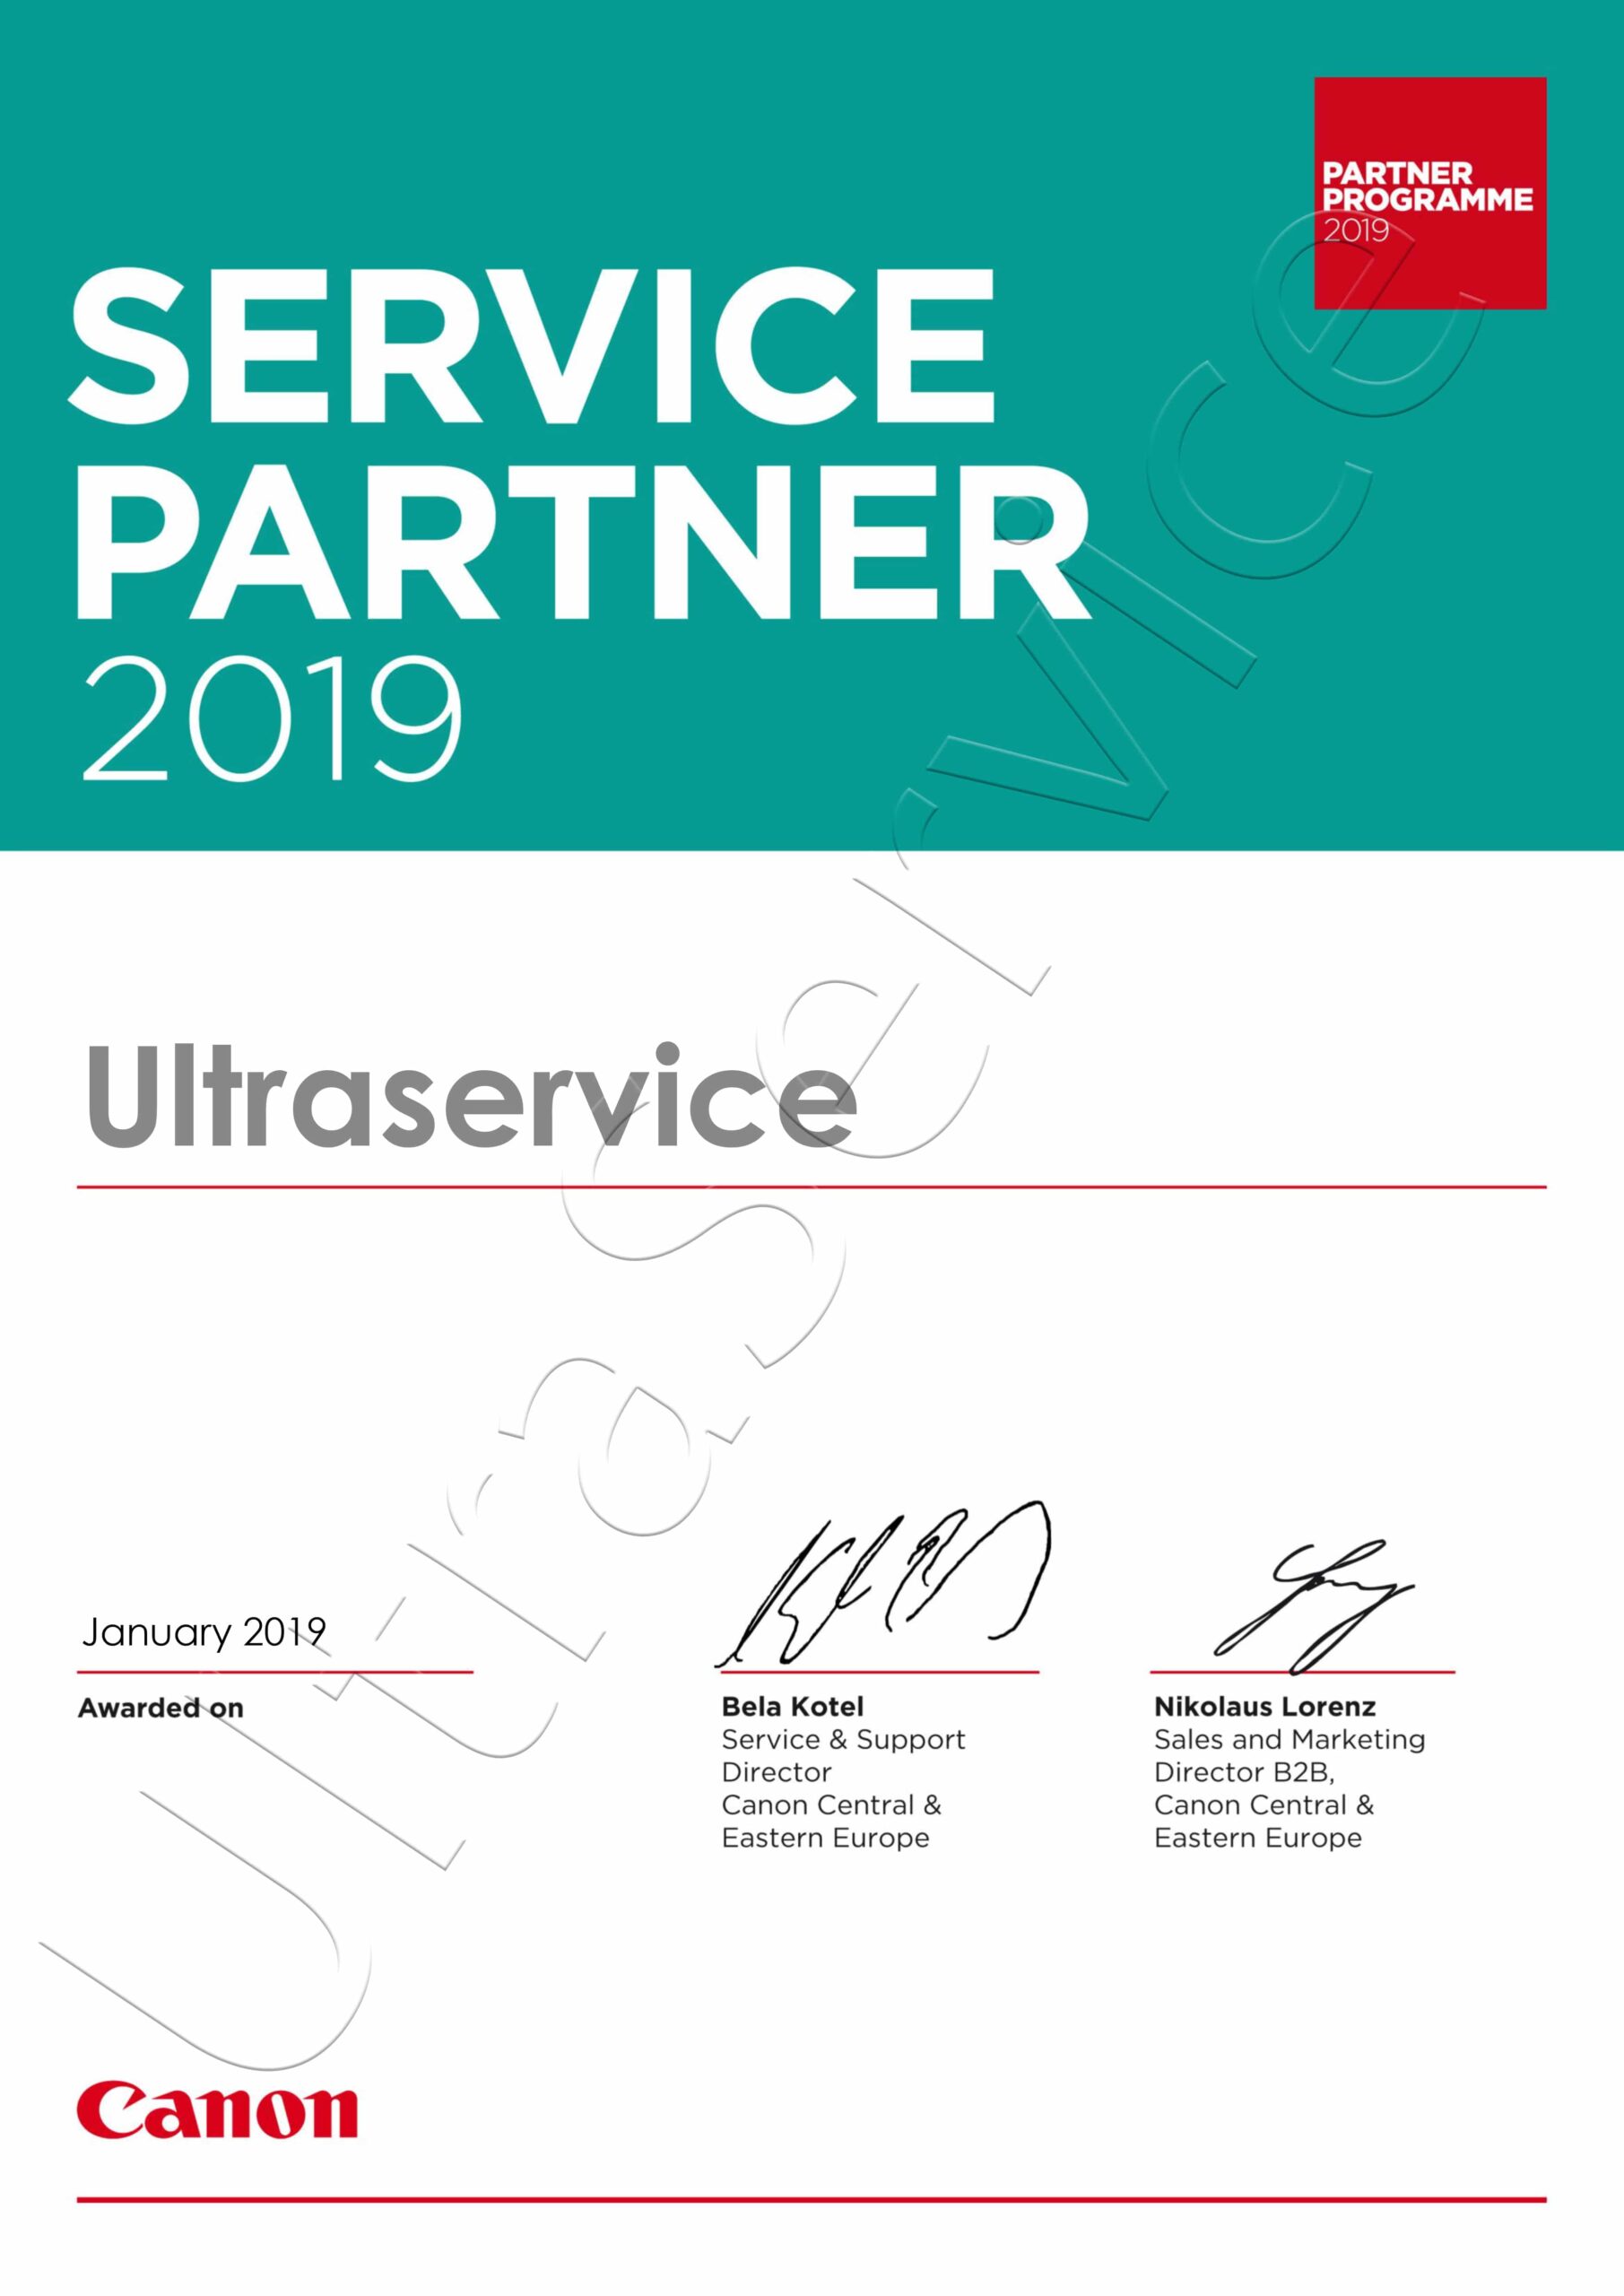 PARTNER
PROGRAMME
2019
SERVICE
PARTNER
2019
Ultraservice
January 2019
Awarded on
Bela Kotel
Service & Support
Director
Canon Central &
Eastern Europe
Nikolaus Lorenz
Sales and Marketing
Director B2B,
Canon Central &
Eastern Europe
Canon
UltraService